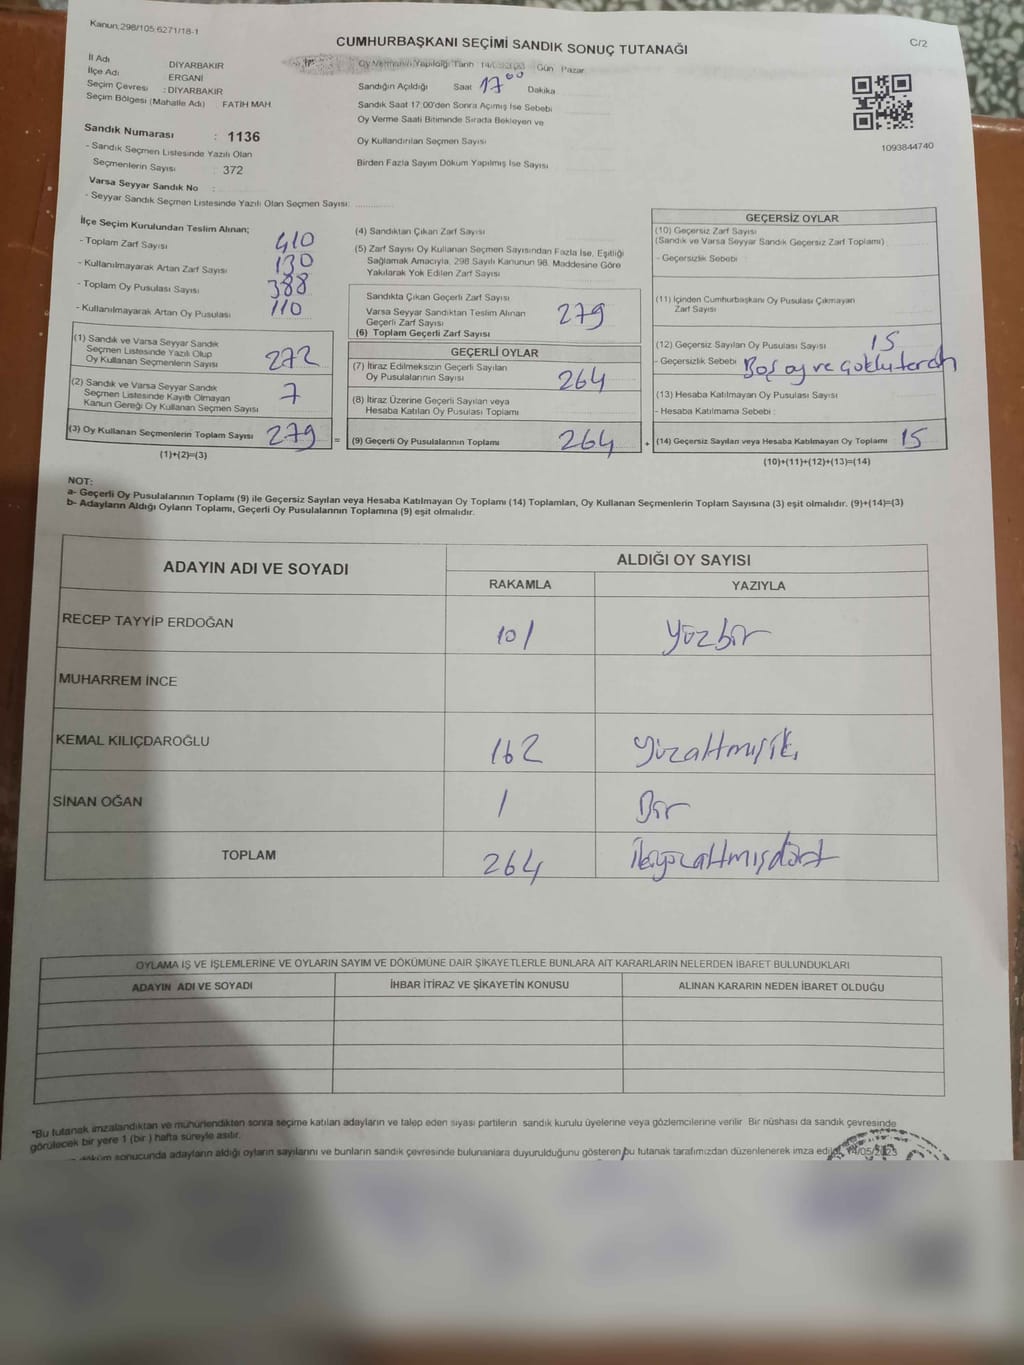 Kanun;298/105;6271/18-1
C/2
CUMHURBAŞKANI SEÇİMİ SANDIK SONUÇ TUTANAĞI
İl Adı DİYARBAKIR
İlçe Adı ERGANİ
Seçim Çevresi : DİYARBAKIR
Seçim Bölgesi (Mahalle Adı) FATİH MAH.
Oy Vermenin Yapıldığı Tarih Gün Pazar
Sandığın Açıldığı Saat 17 00 Dakika
Sandık Saat 17:00'den Sonra Açımış İse Sebebi
Oy Verme Saati Bitiminde Sırada Bekleyen ve
Oy Kullandırılan Seçmen Sayısı
Birden Fazla Sayım Döküm Yapılmış İse Sayısı
1093844740
Sandık Numarası : 1136
- Sandık Seçmen Listesinde Yazılı Olan
Seçmenlerin Sayısı : 372
Varsa Seyyar Sandık No :
- Seyyar Sandık Seçmen Listesinde Yazılı Olan Seçmen Sayısı:
İlçe Seçim Kurulundan Teslim Alınan;
- Toplam Zarf Sayısı 410
- Kullanılmayarak Artan Zarf Sayısı 130
- Toplam Oy Pusulası Sayısı 388
- Kullanılmayarak Artan Oy Pusulası 110
(1) Sandık ve Varsa Seyyar Sandık
Seçmen Listesinde Yazılı Olup
Oy Kullanan Seçmenlerin Sayısı 272
(2) Sandık ve Varsa Seyyar Sandık
Seçmen Listesinde Kayıtlı Olmayan
Kanun Gereği Oy Kullanan Seçmen Sayısı 7
(3) Oy Kullanan Seçmenlerin Toplam Sayısı 279 =
(1)+(2)=(3)
(4) Sandıktan Çıkan Zarf Sayısı
(5) Zarf Sayısı Oy Kullanan Seçmen Sayısından Fazla İse, Eşitliği
Sağlamak Amacıyla, 298 Sayılı Kanunun 98. Maddesine Göre
Yakılarak Yok Edilen Zarf Sayısı
Sandıkta Çıkan Geçerli Zarf Sayısı
Varsa Seyyar Sandıktan Teslim Alınan
Geçerli Zarf Sayısı
(6) Toplam Geçerli Zarf Sayısı 279
GEÇERLİ OYLAR
(7) İtiraz Edilmeksizin Geçerli Sayılan
Oy Pusulalarının Sayısı 264
(8) İtiraz Üzerine Geçerli Sayılan veya
Hesaba Katılan Oy Pusulası Toplamı
(9) Geçerli Oy Pusulalarının Toplamı 264 +
GEÇERSİZ OYLAR
(10) Geçersiz Zarf Sayısı
(Sandık ve Varsa Seyyar Sandık Geçersiz Zarf Toplamı)
- Geçersizlik Sebebi :
(11) İçinden Cumhurbaşkanı Oy Pusulası Çıkmayan
Zarf Sayısı
(12) Geçersiz Sayılan Oy Pusulası Sayısı 15
- Geçersizlik Sebebi Boş oy ve çoklu tercih
(13) Hesaba Katılmayan Oy Pusulası Sayısı
- Hesaba Katılmama Sebebi :
(14) Geçersiz Sayılan veya Hesaba Katılmayan Oy Toplamı 15
(10)+(11)+(12)+(13)=(14)
NOT:
a- Geçerli Oy Pusulalarının Toplamı (9) ile Geçersiz Sayılan veya Hesaba Katılmayan Oy Toplamı (14) Toplamları, Oy Kullanan Seçmenlerin Toplam Sayısına (3) eşit olmalıdır. (9)+(14)=(3)
b- Adayların Aldığı Oyların Toplamı, Geçerli Oy Pusulalarının Toplamına (9) eşit olmalıdır.
ADAYIN ADI VE SOYADI
ALDIĞI OY SAYISI
RAKAMLA YAZIYLA
RECEP TAYYİP ERDOĞAN 101 yüzbir
MUHARREM İNCE
KEMAL KILIÇDAROĞLU 162 yüzaltmışiki
SİNAN OĞAN 1 Bir
TOPLAM 264 ikiyüzaltmışdört
OYLAMA İŞ VE İŞLEMLERİNE VE OYLARIN SAYIM VE DÖKÜMÜNE DAİR ŞİKAYETLERLE BUNLARA AİT KARARLARIN NELERDEN İBARET BULUNDUKLARI
ADAYIN ADI VE SOYADI İHBAR İTİRAZ VE ŞİKAYETİN KONUSU ALINAN KARARIN NEDEN İBARET OLDUĞU
*Bu tutanak imzalandıktan ve mühürlendikten sonra seçime katılan adayların ve talep eden siyasi partilerin sandık kurulu üyelerine veya gözlemcilerine verilir. Bir nüshası da sandık çevresinde
görülecek bir yere 1 (bir ) hafta süreyle asılır.
döküm sonucunda adayların aldığı oyların sayılarını ve bunların sandık çevresinde bulunanlara duyurulduğunu gösteren bu tutanak tarafımızdan düzenlenerek imza edildi. 14/05/2023